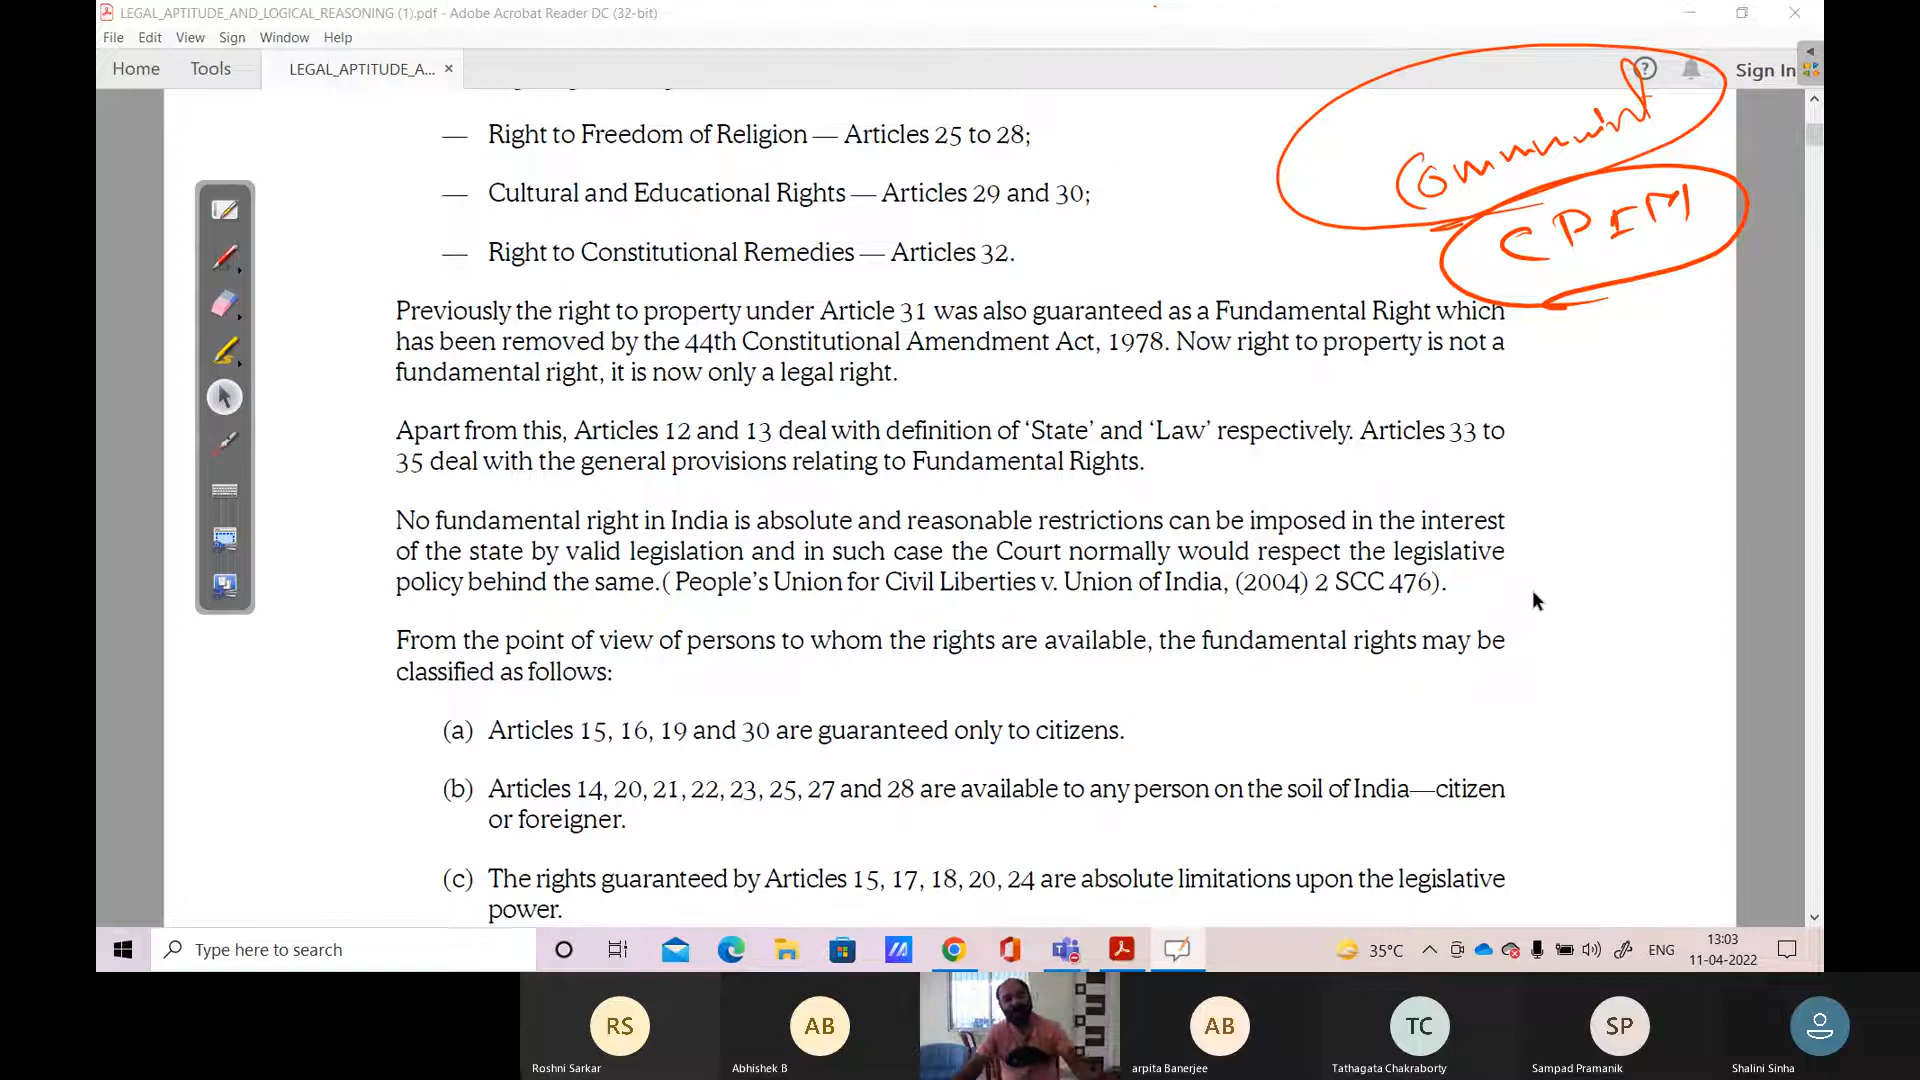 LEGAL_APTITUDE_AND_LOGICAL_REASONING (1).pdf - Adobe Acrobat Reader DC (32-bit)
File Edit View Sign Window Help
Home Tools LEGAL_APTITUDE_A... × Sign In
Communist
CPIM
— Right to Freedom of Religion — Articles 25 to 28;
— Cultural and Educational Rights — Articles 29 and 30;
— Right to Constitutional Remedies — Articles 32.
Previously the right to property under Article 31 was also guaranteed as a Fundamental Right which
has been removed by the 44th Constitutional Amendment Act, 1978. Now right to property is not a
fundamental right, it is now only a legal right.
Apart from this, Articles 12 and 13 deal with definition of ‘State’ and ‘Law’ respectively. Articles 33 to
35 deal with the general provisions relating to Fundamental Rights.
No fundamental right in India is absolute and reasonable restrictions can be imposed in the interest
of the state by valid legislation and in such case the Court normally would respect the legislative
policy behind the same.( People’s Union for Civil Liberties v. Union of India, (2004) 2 SCC 476).
From the point of view of persons to whom the rights are available, the fundamental rights may be
classified as follows:
(a) Articles 15, 16, 19 and 30 are guaranteed only to citizens.
(b) Articles 14, 20, 21, 22, 23, 25, 27 and 28 are available to any person on the soil of India—citizen
or foreigner.
(c) The rights guaranteed by Articles 15, 17, 18, 20, 24 are absolute limitations upon the legislative
power.
Type here to search 35°C ENG 13:03
11-04-2022
RS AB AB TC SP
Roshni Sarkar Abhishek B arpita Banerjee Tathagata Chakraborty Sampad Pramanik Shalini Sinha